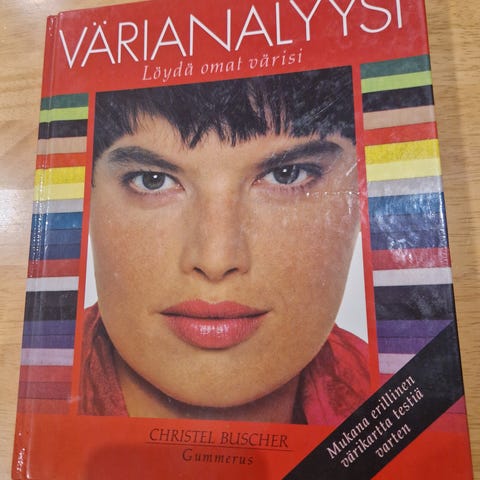 VÄRIANALYYSI
Löydä omat värisi
CHRISTEL BUSCHER
Gummerus
Mukana erillinen
värikartta testiä
varten